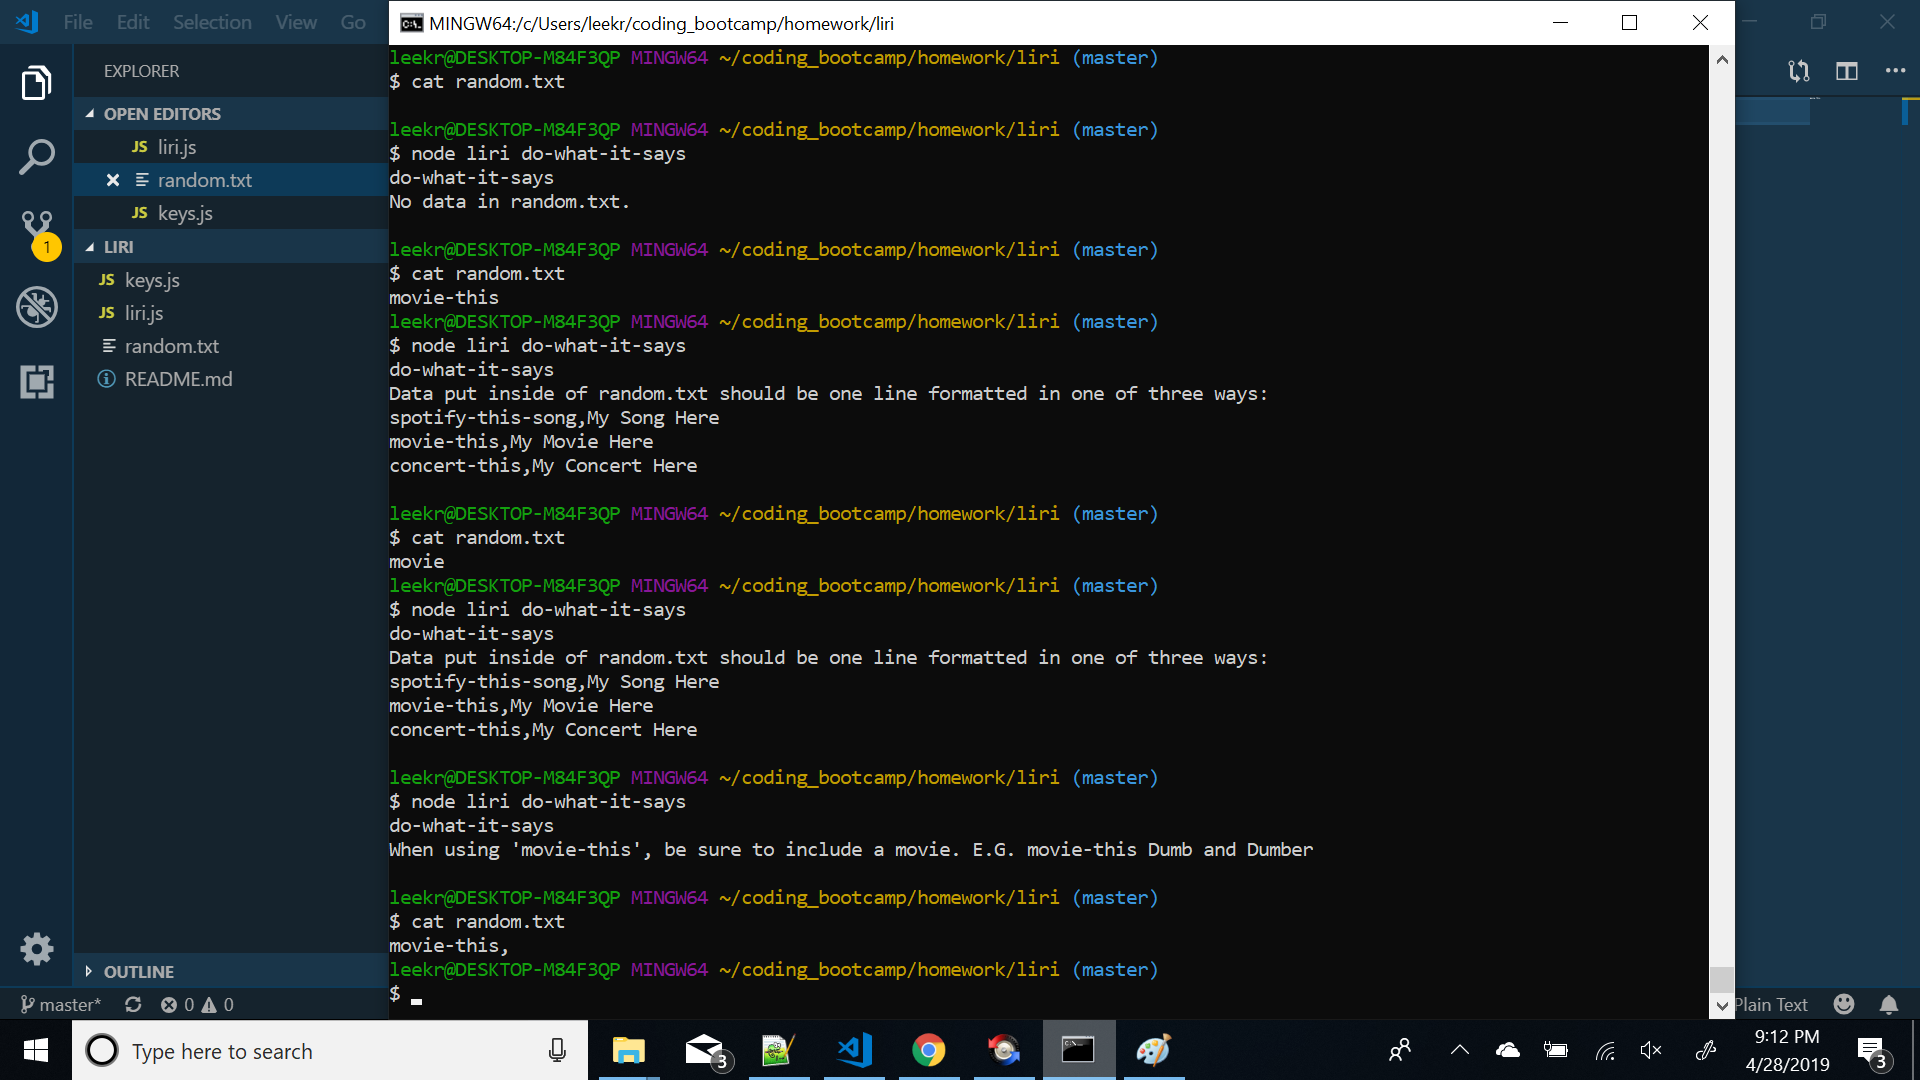 File Edit Selection View Go
EXPLORER
OPEN EDITORS
JS liri.js
random.txt
JS keys.js
1
LIRI
JS keys.js
JS liri.js
random.txt
README.md
OUTLINE
master* 0 0
MINGW64:/c/Users/leekr/coding_bootcamp/homework/liri
leekr@DESKTOP-M84F3QP MINGW64 ~/coding_bootcamp/homework/liri (master)
$ cat random.txt
leekr@DESKTOP-M84F3QP MINGW64 ~/coding_bootcamp/homework/liri (master)
$ node liri do-what-it-says
do-what-it-says
No data in random.txt.
leekr@DESKTOP-M84F3QP MINGW64 ~/coding_bootcamp/homework/liri (master)
$ cat random.txt
movie-this
leekr@DESKTOP-M84F3QP MINGW64 ~/coding_bootcamp/homework/liri (master)
$ node liri do-what-it-says
do-what-it-says
Data put inside of random.txt should be one line formatted in one of three ways:
spotify-this-song,My Song Here
movie-this,My Movie Here
concert-this,My Concert Here
leekr@DESKTOP-M84F3QP MINGW64 ~/coding_bootcamp/homework/liri (master)
$ cat random.txt
movie
leekr@DESKTOP-M84F3QP MINGW64 ~/coding_bootcamp/homework/liri (master)
$ node liri do-what-it-says
do-what-it-says
Data put inside of random.txt should be one line formatted in one of three ways:
spotify-this-song,My Song Here
movie-this,My Movie Here
concert-this,My Concert Here
leekr@DESKTOP-M84F3QP MINGW64 ~/coding_bootcamp/homework/liri (master)
$ node liri do-what-it-says
do-what-it-says
When using 'movie-this', be sure to include a movie. E.G. movie-this Dumb and Dumber
leekr@DESKTOP-M84F3QP MINGW64 ~/coding_bootcamp/homework/liri (master)
$ cat random.txt
movie-this,
leekr@DESKTOP-M84F3QP MINGW64 ~/coding_bootcamp/homework/liri (master)
$
Plain Text
Type here to search
3
9:12 PM
4/28/2019
3